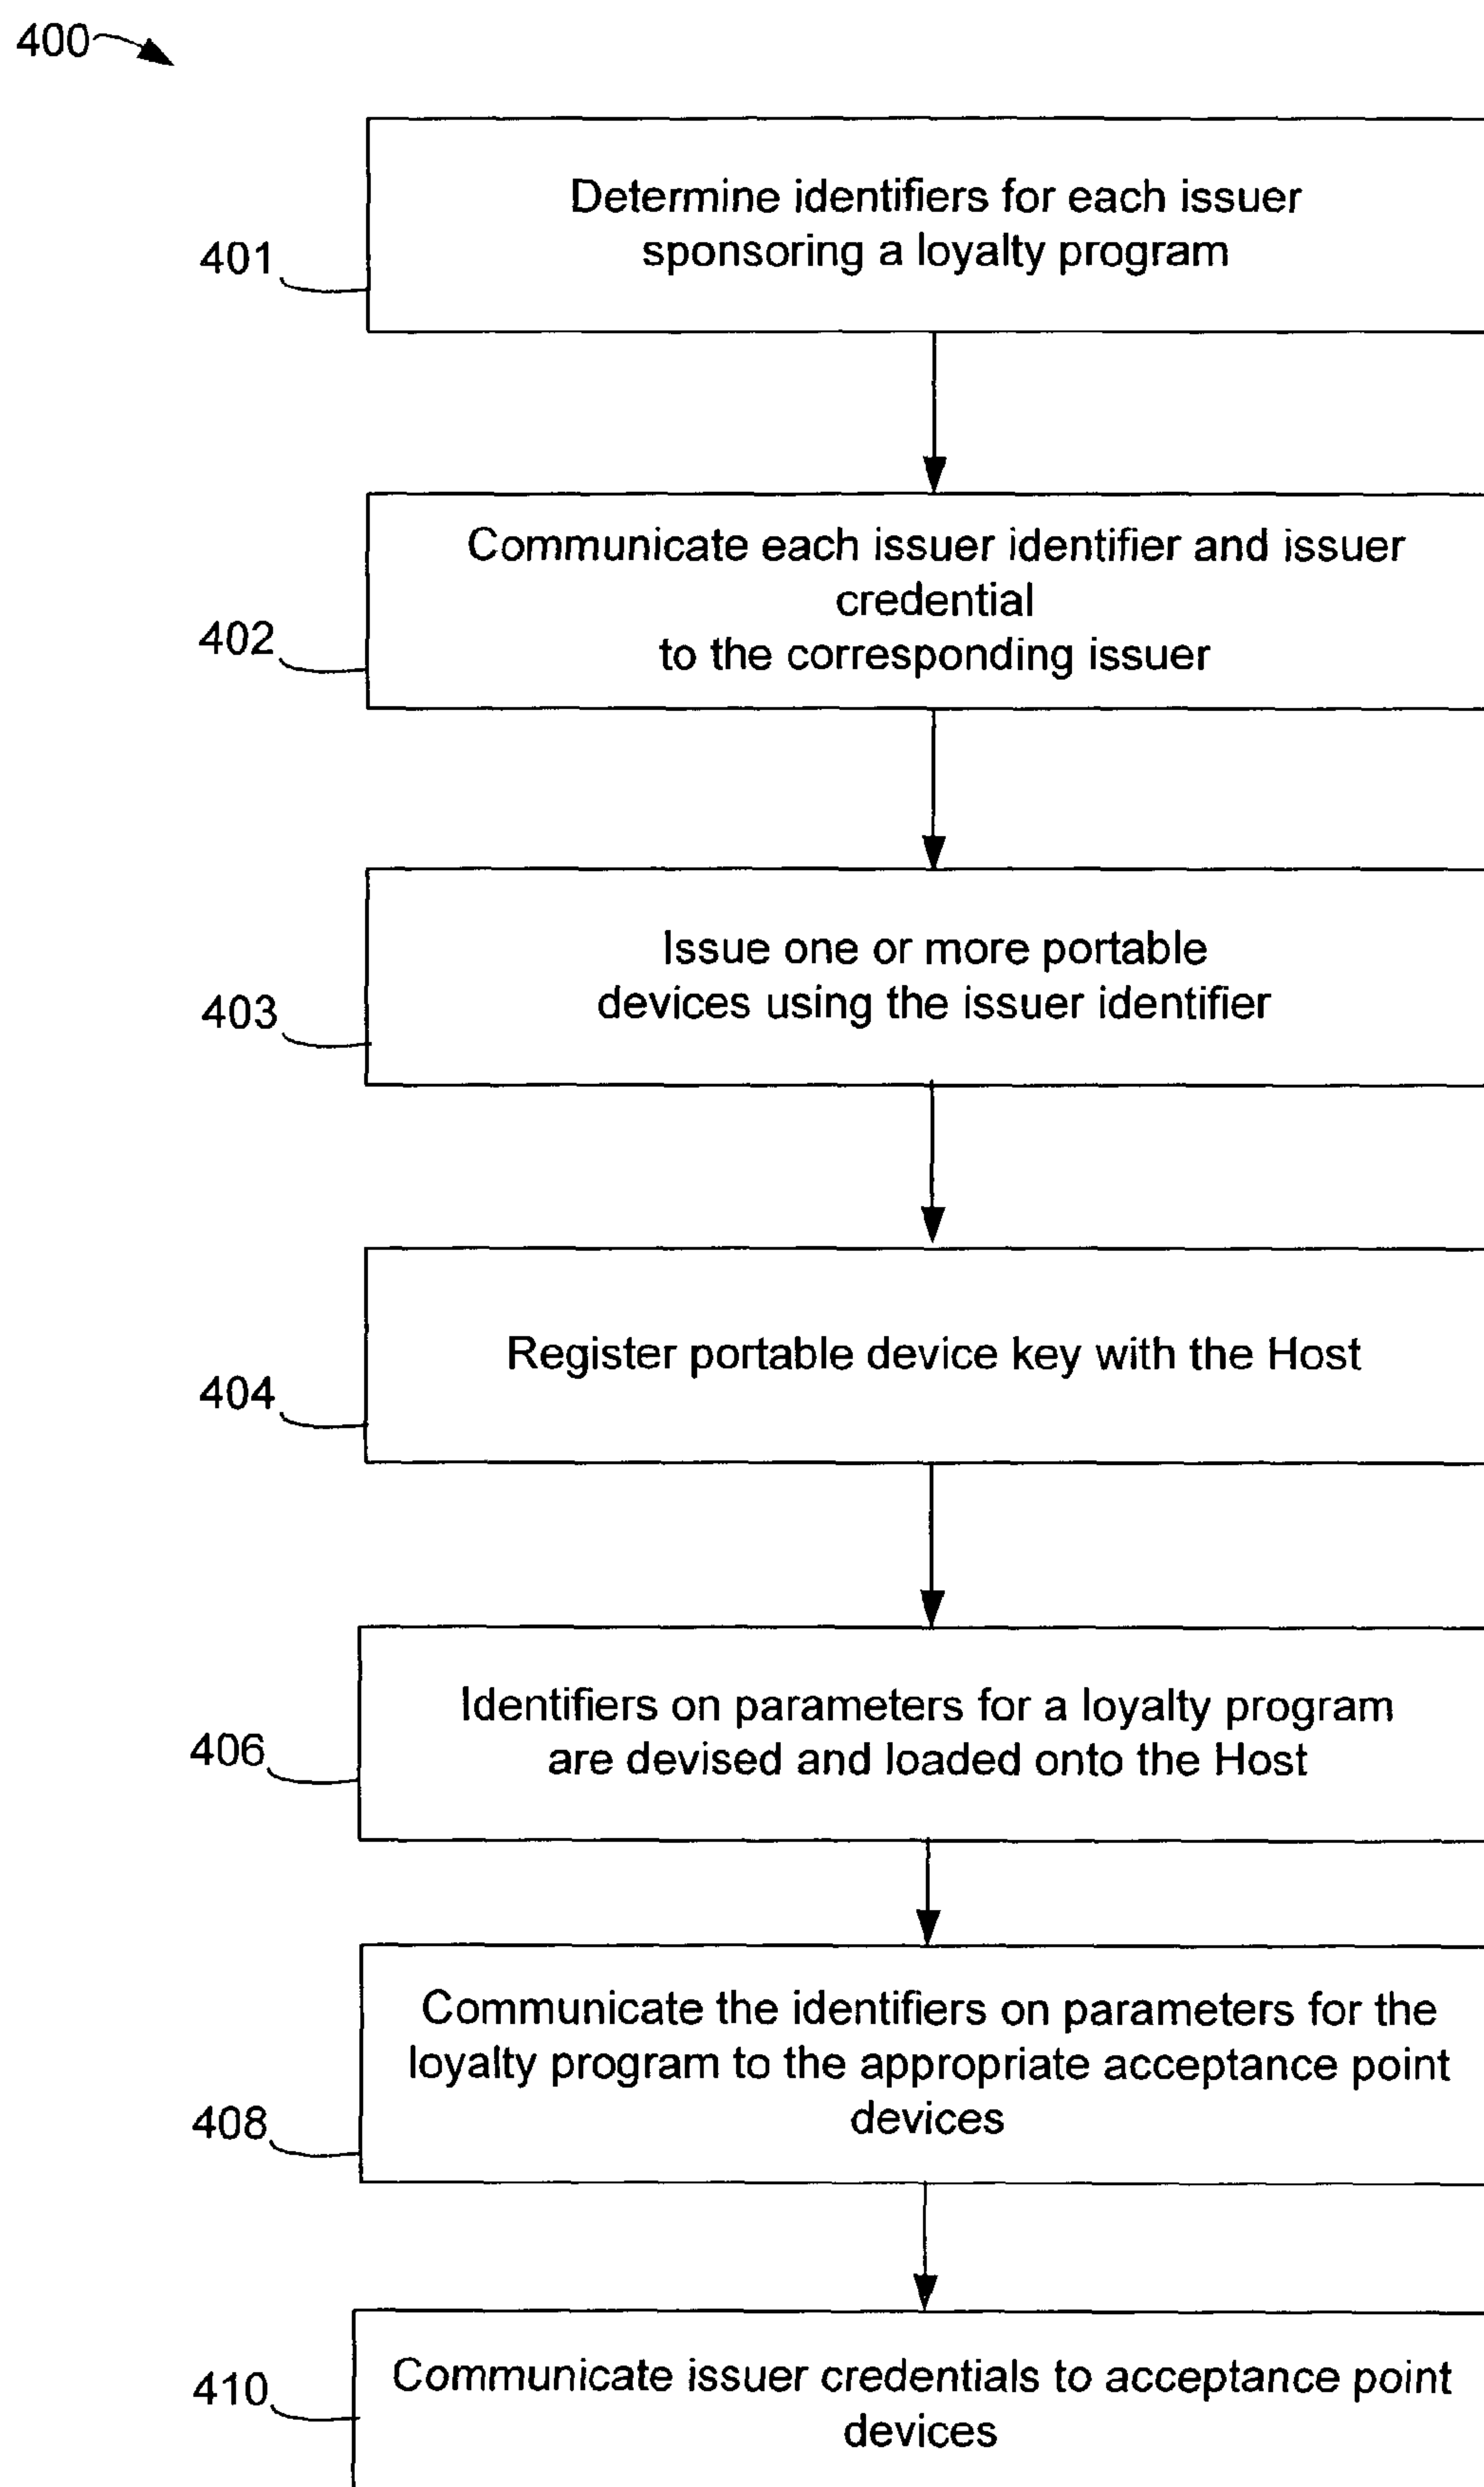 400
Determine identifiers for each issuer
sponsoring a loyalty program
401
Communicate each issuer identifier and issuer
credential
to the corresponding issuer
402
Issue one or more portable
devices using the issuer identifier
403
Register portable device key with the Host
404
Identifiers on parameters for a loyalty program
are devised and loaded onto the Host
406
Communicate the identifiers on parameters for the
loyalty program to the appropriate acceptance point
devices
408
Communicate issuer credentials to acceptance point
devices
410